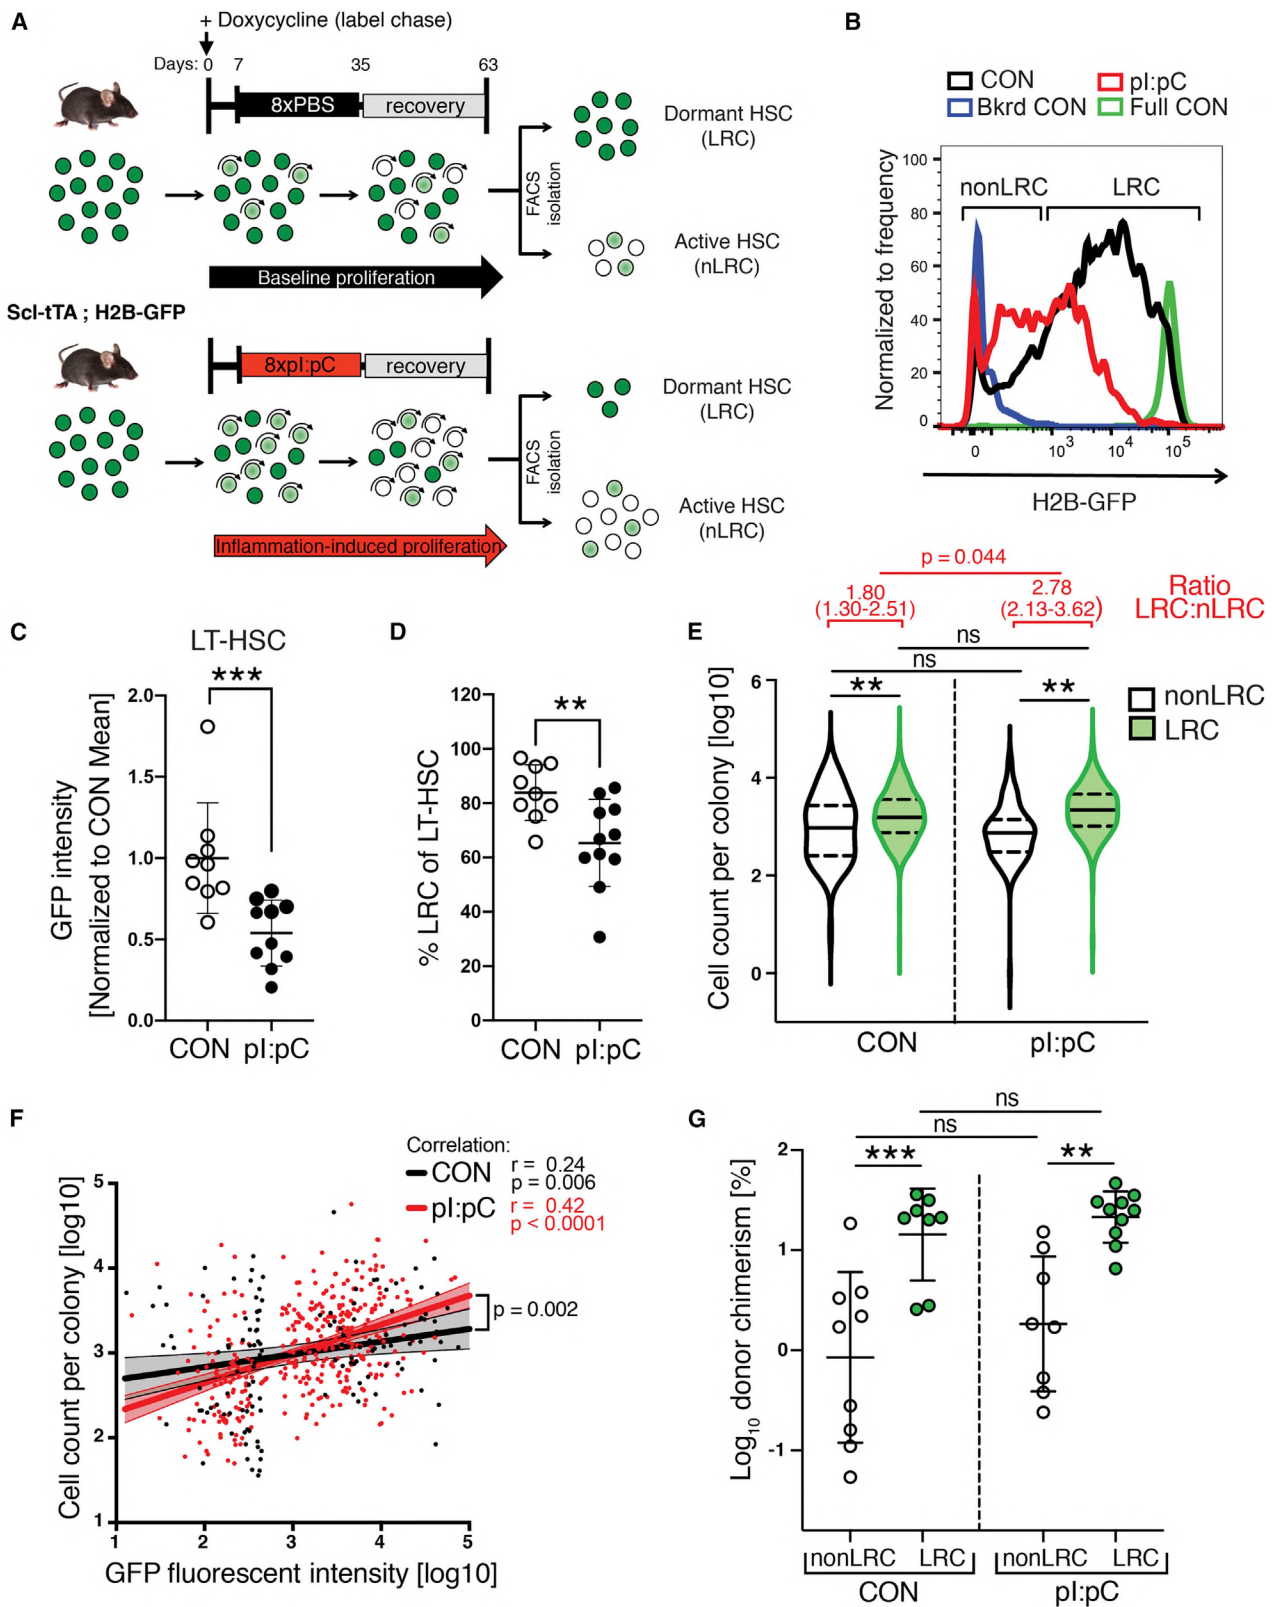 A
+ Doxycycline (label chase)
Days: 0 7 35 63
8xPBS recovery
FACS isolation
Dormant HSC
(LRC)
Active HSC
(nLRC)
Baseline proliferation
Scl-tTA ; H2B-GFP
8xpI:pC recovery
FACS isolation
Dormant HSC
(LRC)
Active HSC
(nLRC)
Inflammation-induced proliferation
B
CON pI:pC
Bkrd CON Full CON
nonLRC LRC
Normalized to frequency
100
80
60
40
20
0
0 10³ 10⁴ 10⁵
H2B-GFP
C
LT-HSC
***
GFP intensity
[Normalized to CON Mean]
2.0
1.5
1.0
0.5
0.0
CON pI:pC
D
**
% LRC of LT-HSC
120
100
80
60
40
20
0
CON pI:pC
E
p = 0.044
1.80
(1.30-2.51)
2.78
(2.13-3.62)
Ratio
LRC:nLRC
ns
ns
** **
nonLRC
LRC
Cell count per colony [log10]
6
4
2
0
CON pI:pC
F
Correlation:
CON r = 0.24
p = 0.006
pI:pC r = 0.42
p < 0.0001
p = 0.002
Cell count per colony [log10]
5
4
3
2
1
1 2 3 4 5
GFP fluorescent intensity [log10]
G
ns
ns
*** **
Log₁₀ donor chimerism [%]
2
1
0
-1
nonLRC LRC nonLRC LRC
CON pI:pC